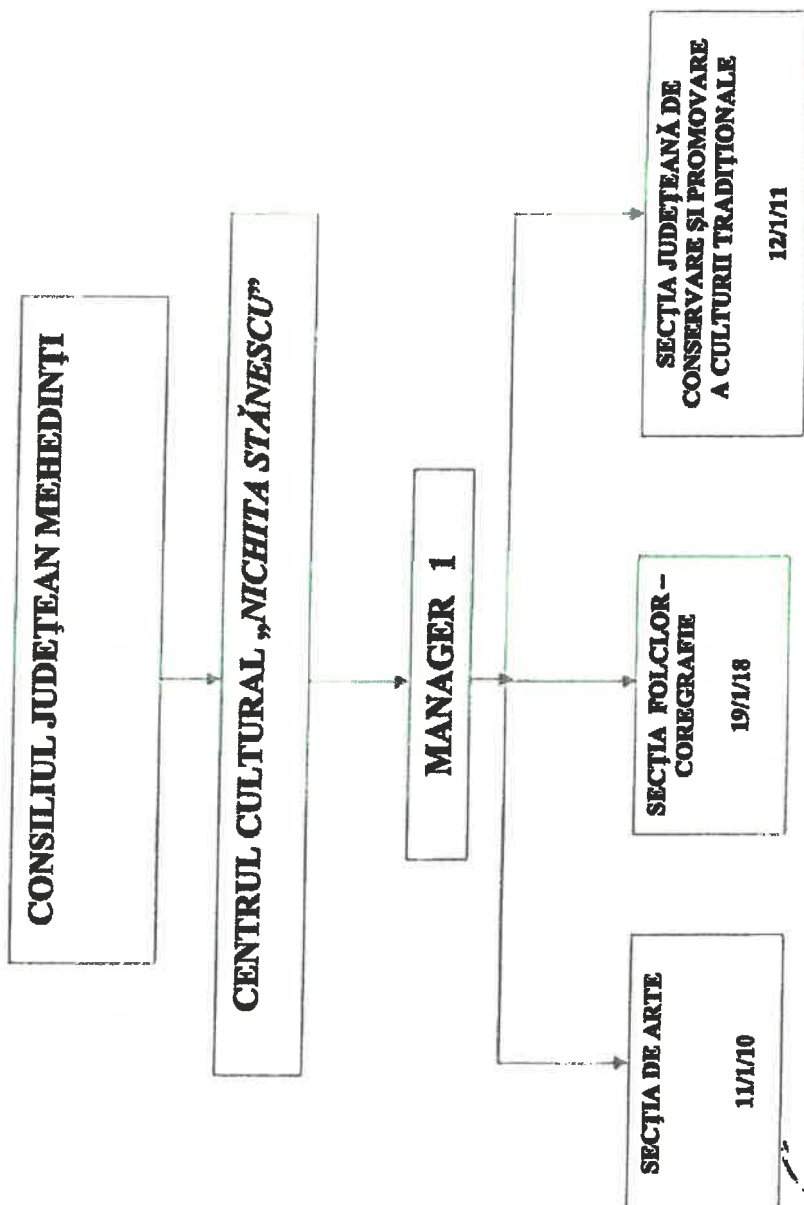 CONSILIUL JUDEȚEAN MEHEDINȚI
CENTRUL CULTURAL „NICHITA STĂNESCU”
MANAGER 1
SECȚIA DE ARTE
11/1/10
SECȚIA FOLCLOR –
COREGRAFIE
19/1/18
SECȚIA JUDEȚEANĂ DE
CONSERVARE ȘI PROMOVARE
A CULTURII TRADIȚIONALE
12/1/11